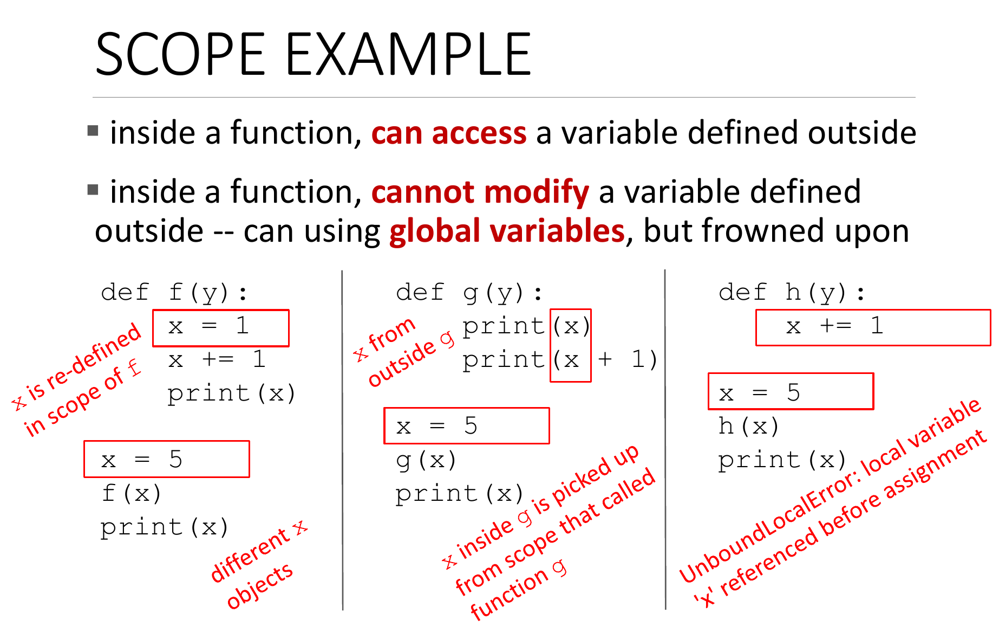 SCOPE EXAMPLE
▪ inside a function, can access a variable defined outside
▪ inside a function, cannot modify a variable defined
outside -- can using global variables, but frowned upon
def f(y):
    x = 1
    x += 1
    print(x)
x = 5
f(x)
print(x)
x is re-defined
in scope of f
different x
objects
def g(y):
    print(x)
    print(x + 1)
x = 5
g(x)
print(x)
x from
outside g
x inside g is picked up
from scope that called
function g
def h(y):
    x += 1
x = 5
h(x)
print(x)
UnboundLocalError: local variable
'x' referenced before assignment